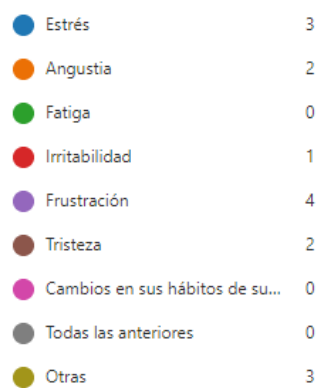 Estrés 3
Angustia 2
Fatiga 0
Irritabilidad 1
Frustración 4
Tristeza 2
Cambios en sus hábitos de su... 0
Todas las anteriores 0
Otras 3